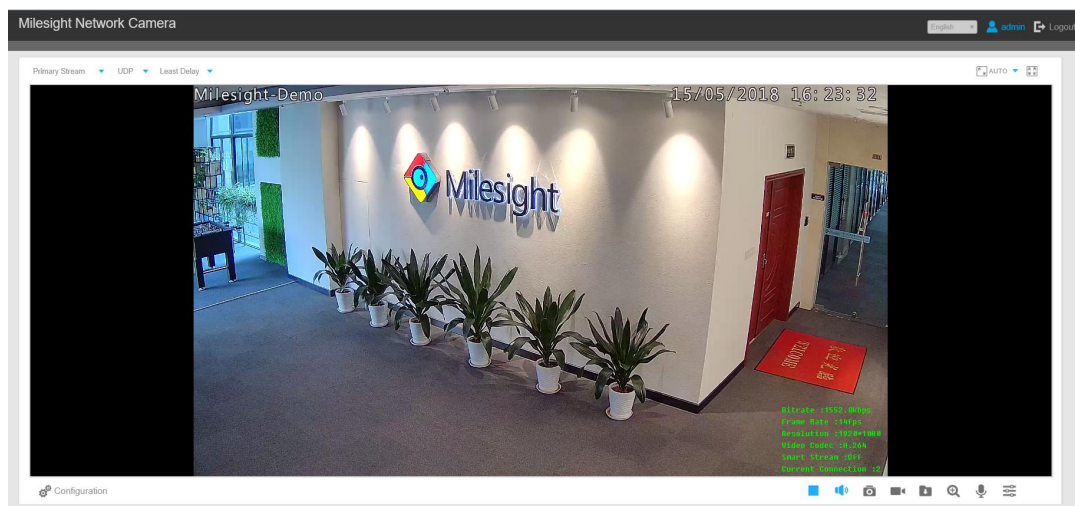 Milesight Network Camera
English
admin
Logout
Primary Stream
UDP
Least Delay
AUTO
Milesight-Demo
15/05/2018 16:23:32
Milesight
Bitrate :1552.0kbps
Frame Rate :14fps
Resolution :1920*1080
Video Codec :H.264
Smart Stream :Off
Current Connection :2
Configuration